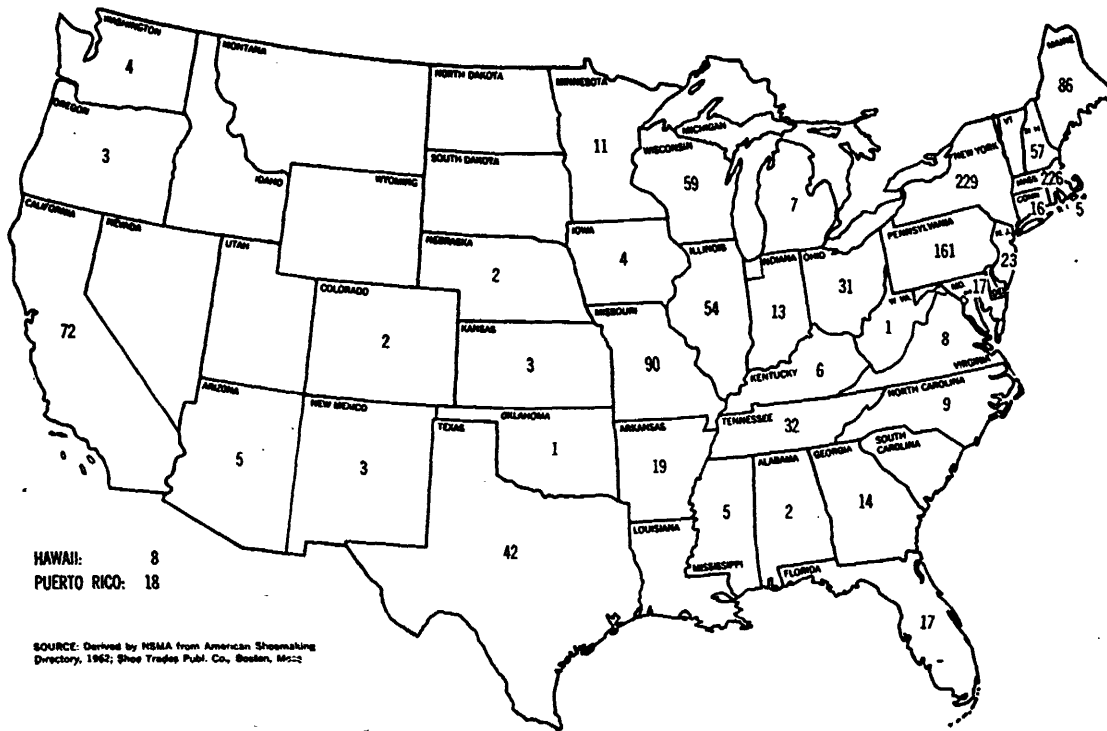 WASHINGTON
4
MONTANA
NORTH DAKOTA
MINNESOTA
11
MAINE
86
OREGON
3
IDAHO
WYOMING
SOUTH DAKOTA
WISCONSIN
59
MICHIGAN
7
VT
N H
57
NEW YORK
229
226
CONN
16
5
CALIFORNIA
72
NEVADA
UTAH
COLORADO
2
NEBRASKA
2
IOWA
4
ILLINOIS
54
INDIANA
13
OHIO
31
PENNSYLVANIA
161
N. J.
23
MD.
17
W VA.
1
8
VIRGINIA
KANSAS
3
MISSOURI
90
KENTUCKY
6
ARIZONA
5
NEW MEXICO
3
OKLAHOMA
1
TEXAS
42
ARKANSAS
19
TENNESSEE
32
NORTH CAROLINA
9
SOUTH
CAROLINA
LOUISIANA
MISSISSIPPI
5
ALABAMA
2
GEORGIA
14
FLORIDA
17
HAWAII: 8
PUERTO RICO: 18
SOURCE: Derived by NSMA from American Shoemaking
Directory, 1962; Shoe Trades Publ. Co., Boston,